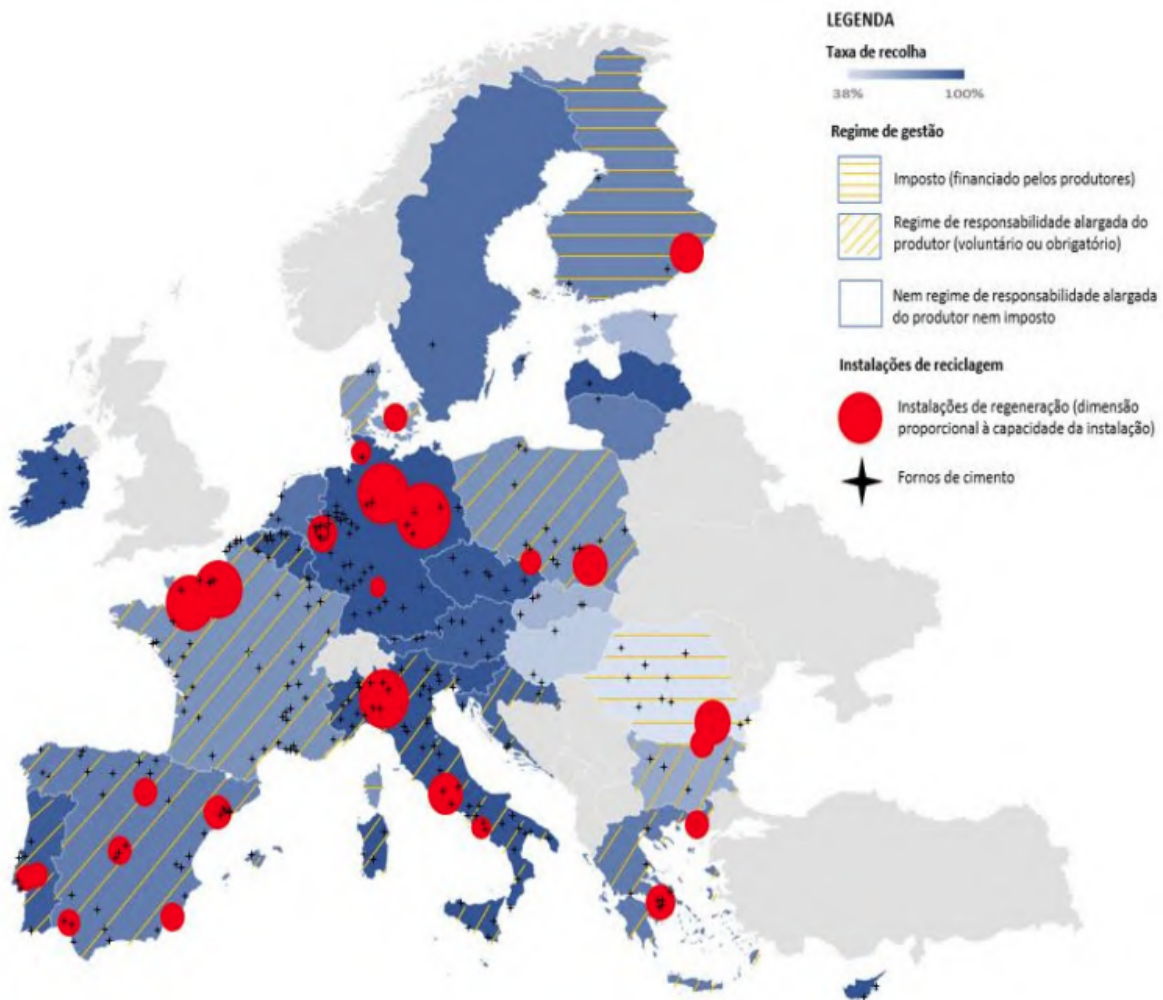 LEGENDA
Taxa de recolha
38% 100%
Regime de gestão
Imposto (financiado pelos produtores)
Regime de responsabilidade alargada do
produtor (voluntário ou obrigatório)
Nem regime de responsabilidade alargada
do produtor nem imposto
Instalações de reciclagem
Instalações de regeneração (dimensão
proporcional à capacidade da instalação)
Fornos de cimento